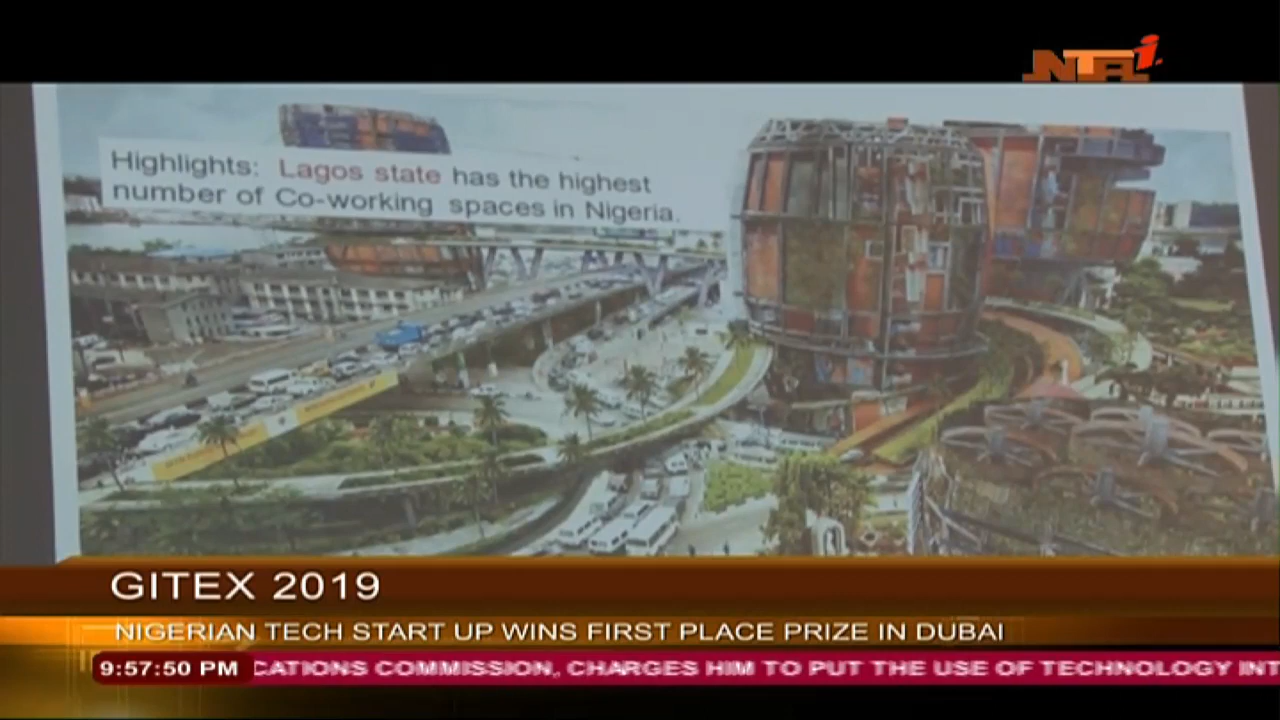 NTAi
Highlights: Lagos state has the highest
number of Co-working spaces in Nigeria.
GITEX 2019
NIGERIAN TECH START UP WINS FIRST PLACE PRIZE IN DUBAI
9:57:50 PM CATIONS COMMISSION, CHARGES HIM TO PUT THE USE OF TECHNOLOGY INT